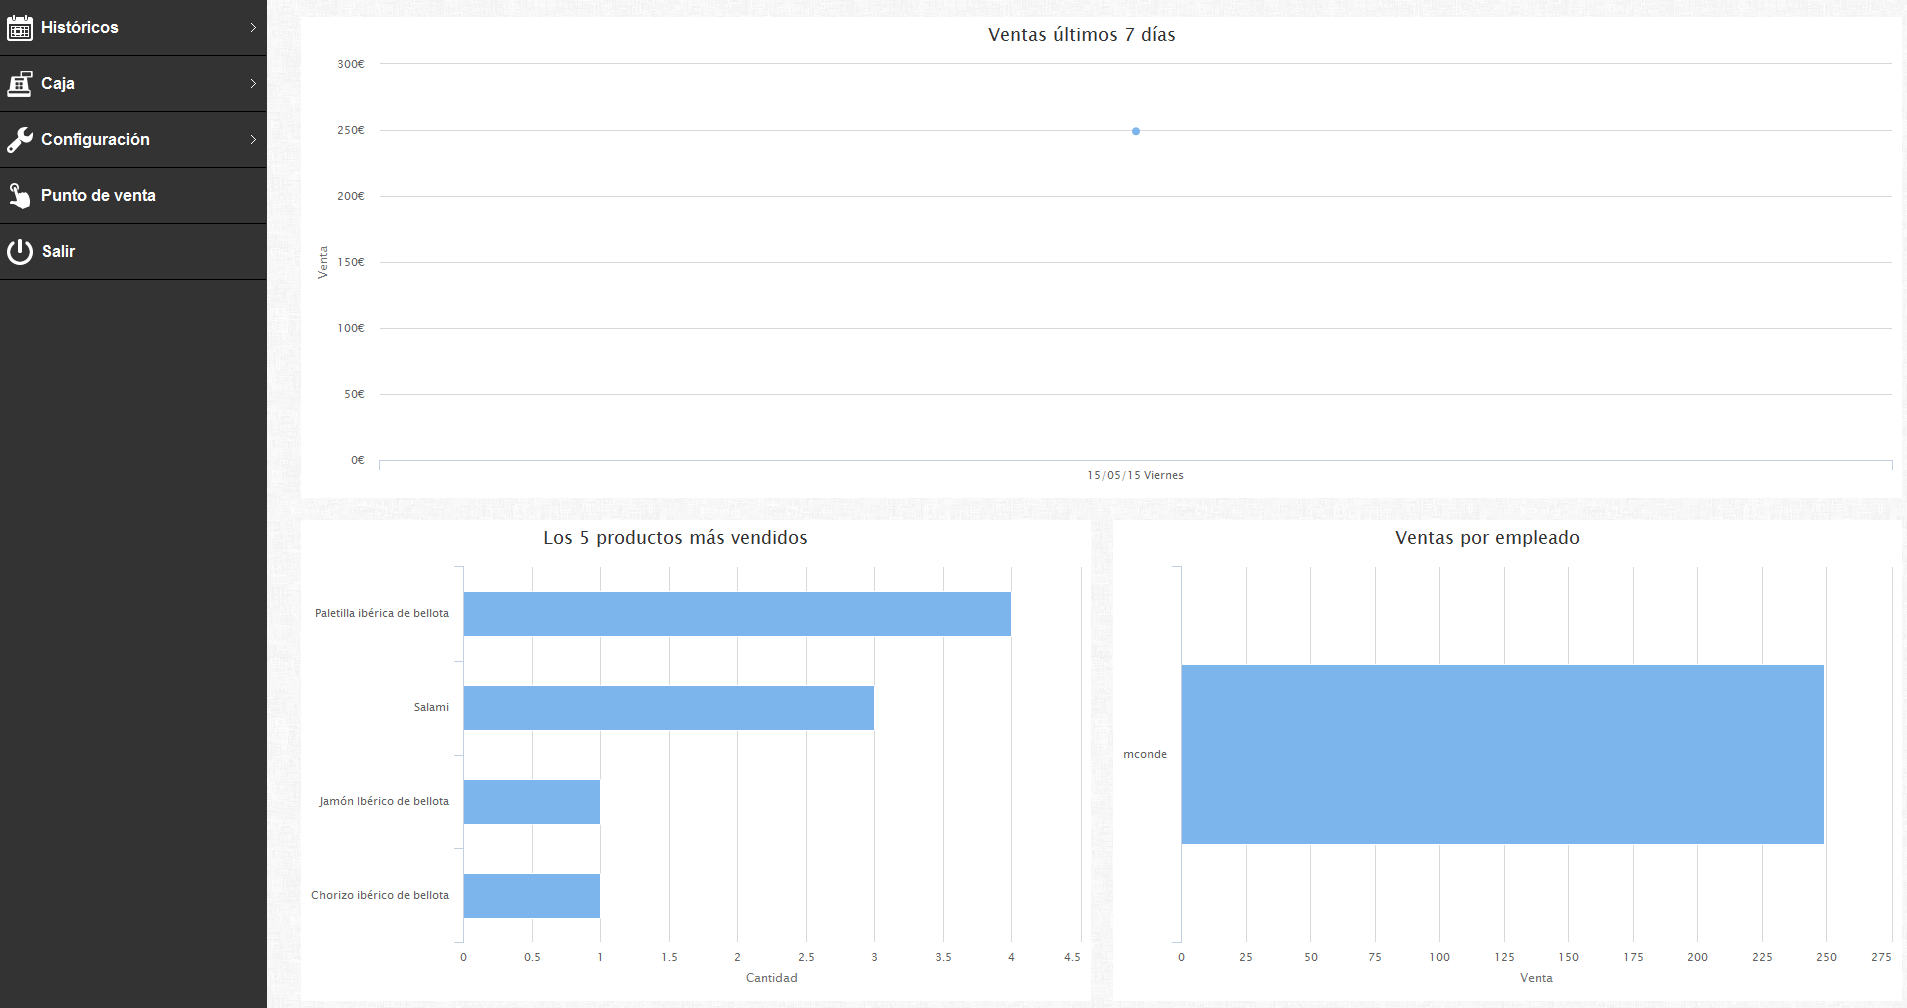 Históricos
Caja
Configuración
Punto de venta
Salir
Ventas últimos 7 días
300€
250€
200€
150€
100€
50€
0€
Venta
15/05/15 Viernes
Los 5 productos más vendidos
Paletilla ibérica de bellota
Salami
Jamón Ibérico de bellota
Chorizo ibérico de bellota
0 0.5 1 1.5 2 2.5 3 3.5 4 4.5
Cantidad
Ventas por empleado
mconde
0 25 50 75 100 125 150 175 200 225 250 275
Venta